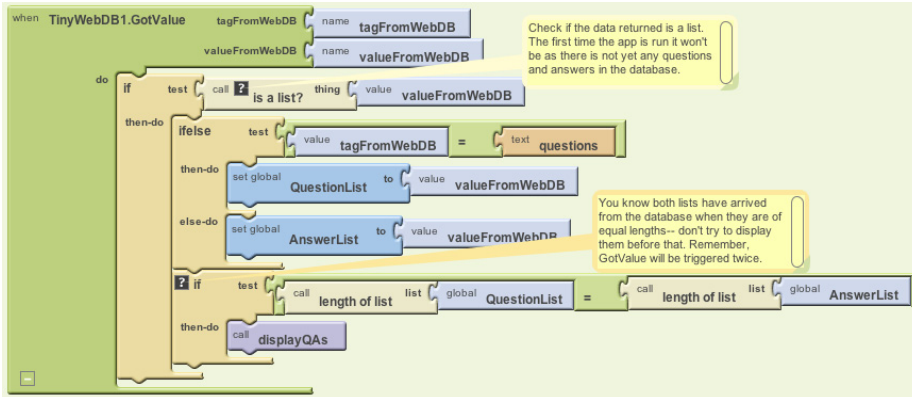 when TinyWebDB1.GotValue tagFromWebDB name tagFromWebDB
valueFromWebDB name valueFromWebDB
Check if the data returned is a list.
The first time the app is run it won't
be as there is not yet any questions
and answers in the database.
do if test call ? is a list? thing value valueFromWebDB
then-do ifelse test value tagFromWebDB = text questions
then-do set global QuestionList to value valueFromWebDB
else-do set global AnswerList to value valueFromWebDB
You know both lists have arrived
from the database when they are of
equal lengths-- don't try to display
them before that. Remember,
GotValue will be triggered twice.
? if test call length of list list global QuestionList = call length of list list global AnswerList
then-do call displayQAs